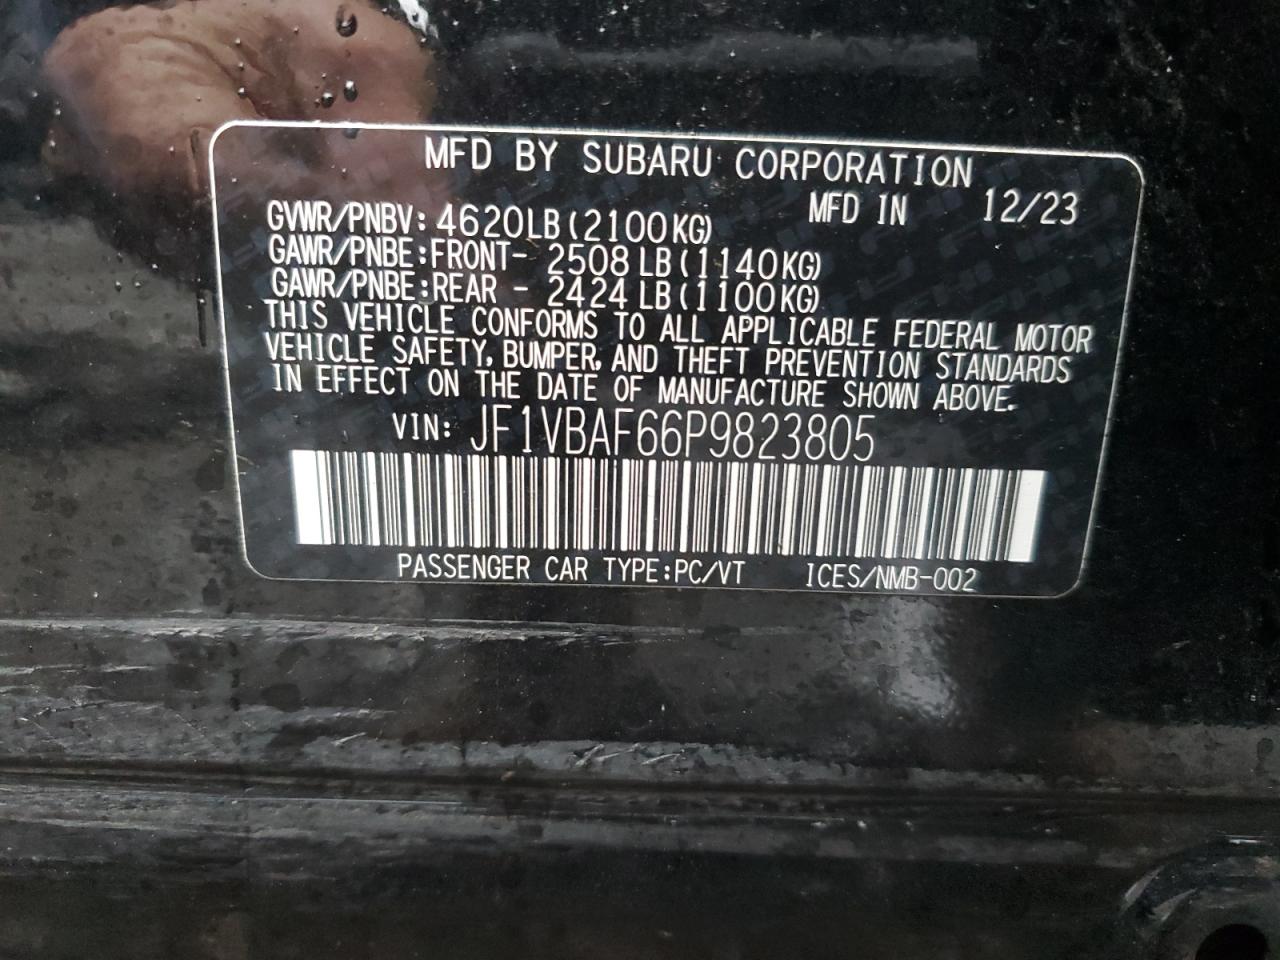 MFD BY SUBARU CORPORATION
MFD IN 12/23
GVWR/PNBV: 4620LB (2100KG)
GAWR/PNBE:FRONT- 2508 LB (1140KG)
GAWR/PNBE:REAR - 2424 LB (1100KG)
THIS VEHICLE CONFORMS TO ALL APPLICABLE FEDERAL MOTOR
VEHICLE SAFETY, BUMPER, AND THEFT PREVENTION STANDARDS
IN EFFECT ON THE DATE OF MANUFACTURE SHOWN ABOVE.
VIN: JF1VBAF66P9823805
PASSENGER CAR TYPE:PC/VT ICES/NMB-002